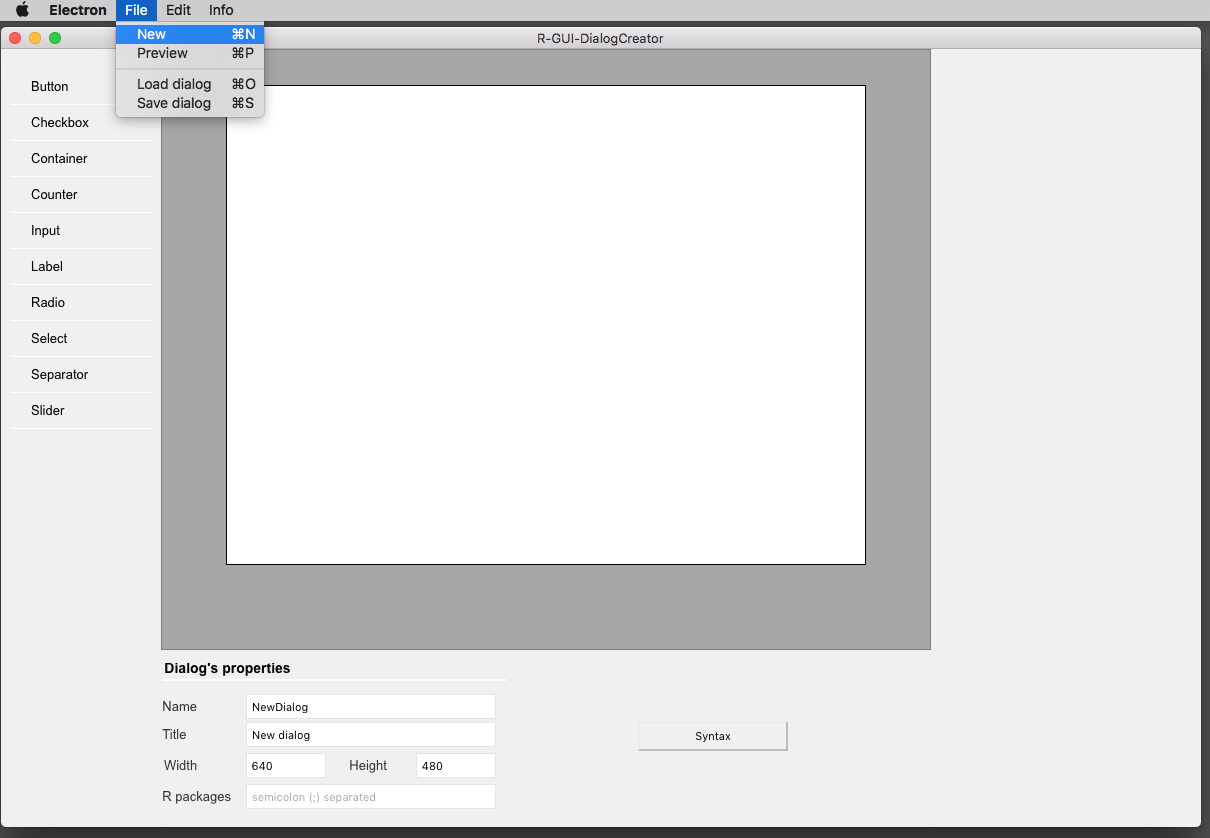 Electron File Edit Info
R-GUI-DialogCreator
New ⌘N
Preview ⌘P
Load dialog ⌘O
Save dialog ⌘S
Button
Checkbox
Container
Counter
Input
Label
Radio
Select
Separator
Slider
Dialog's properties
Name NewDialog
Title New dialog
Width 640 Height 480
R packages semicolon (;) separated
Syntax